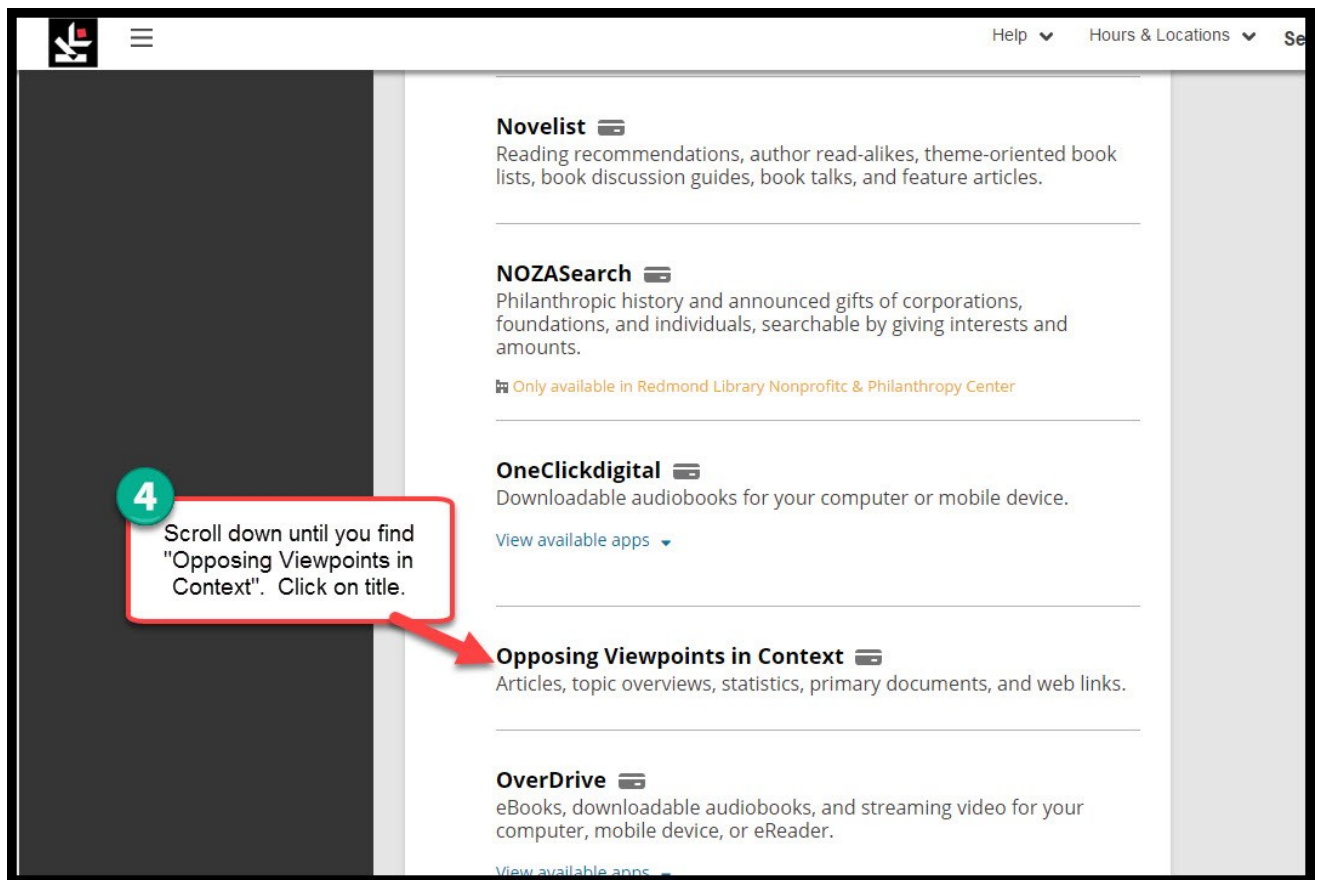 Help
Hours & Locations
Se
Novelist
Reading recommendations, author read-alikes, theme-oriented book
lists, book discussion guides, book talks, and feature articles.
NOZASearch
Philanthropic history and announced gifts of corporations,
foundations, and individuals, searchable by giving interests and
amounts.
Only available in Redmond Library Nonprofitc & Philanthropy Center
OneClickdigital
Downloadable audiobooks for your computer or mobile device.
View available apps
4
Scroll down until you find
"Opposing Viewpoints in
Context". Click on title.
Opposing Viewpoints in Context
Articles, topic overviews, statistics, primary documents, and web links.
OverDrive
eBooks, downloadable audiobooks, and streaming video for your
computer, mobile device, or eReader.
View available apps